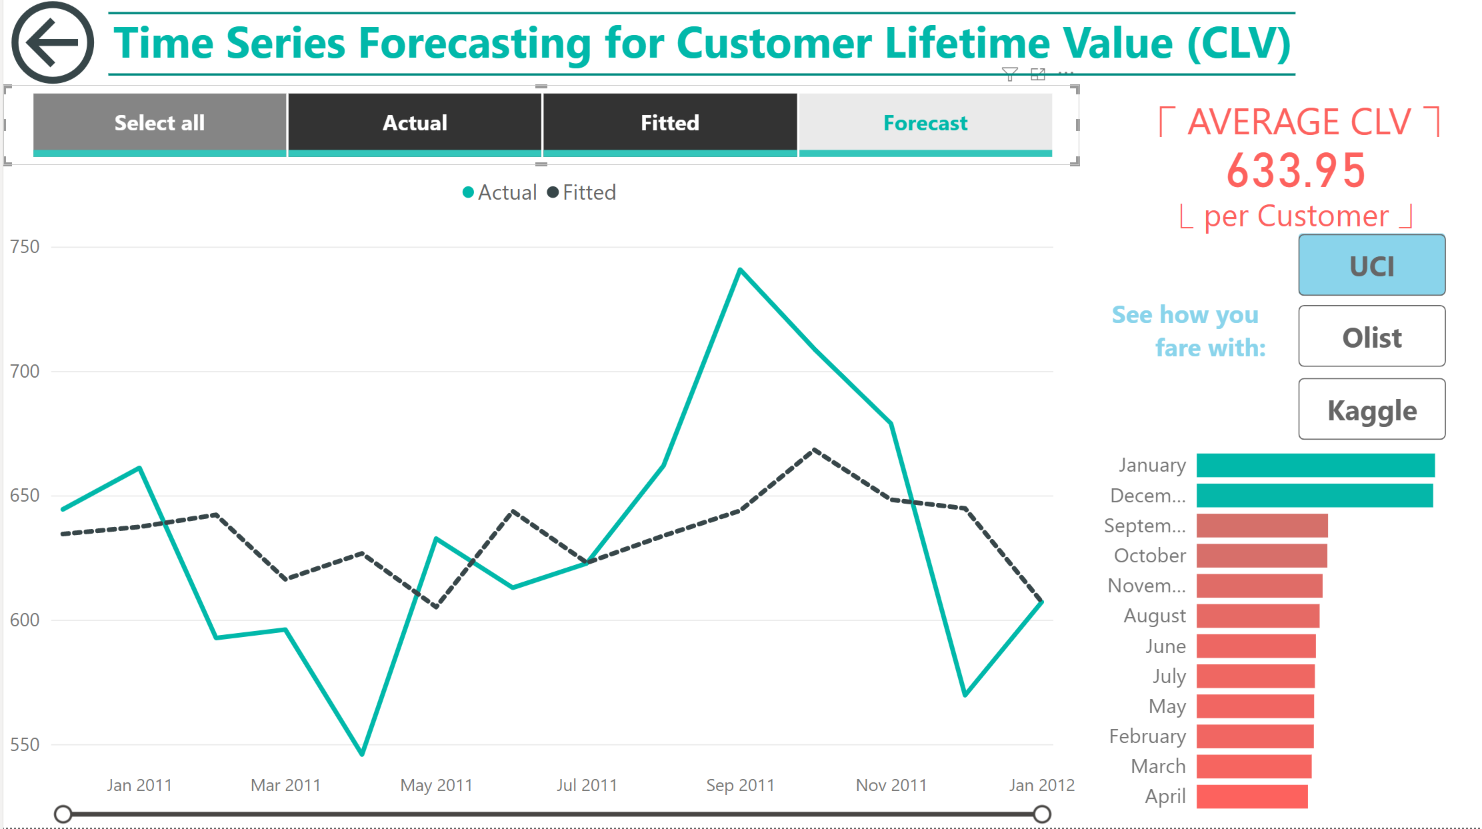 Time Series Forecasting for Customer Lifetime Value (CLV)
Select all Actual Fitted Forecast
Actual Fitted
750
700
650
600
550
Jan 2011 Mar 2011 May 2011 Jul 2011 Sep 2011 Nov 2011 Jan 2012
AVERAGE CLV
633.95
per Customer
See how you
fare with:
UCI
Olist
Kaggle
January
Decem...
Septem...
October
Novem...
August
June
July
May
February
March
April